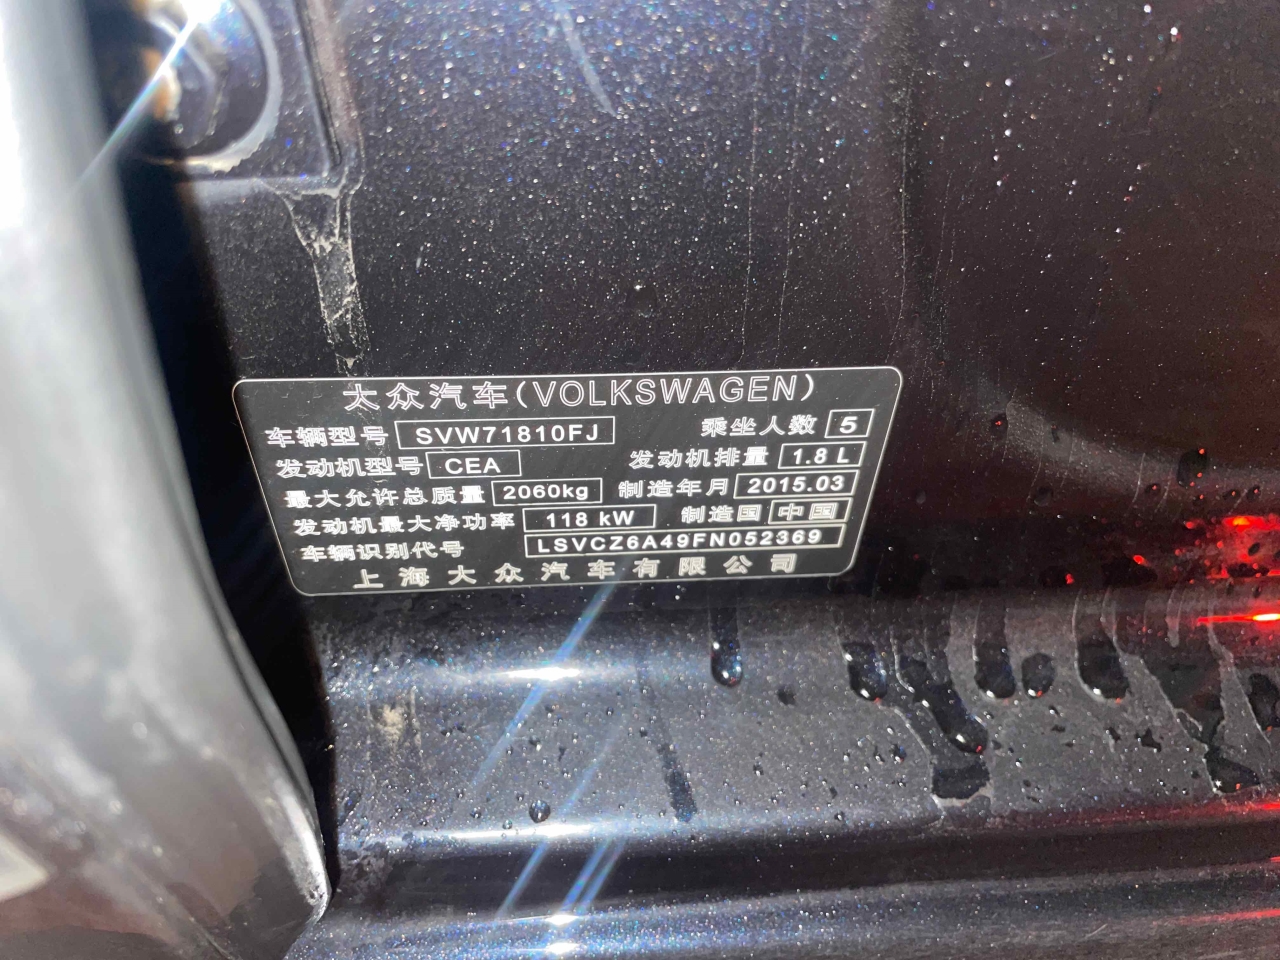 大众汽车(VOLKSWAGEN)
车辆型号 SVW71810FJ 乘坐人数 5
发动机型号 CEA 发动机排量 1.8 L
最大允许总质量 2060kg 制造年月 2015.03
发动机最大净功率 118 kW 制造国 中国
车辆识别代号 LSVCZ6A49FN052369
上海大众汽车有限公司